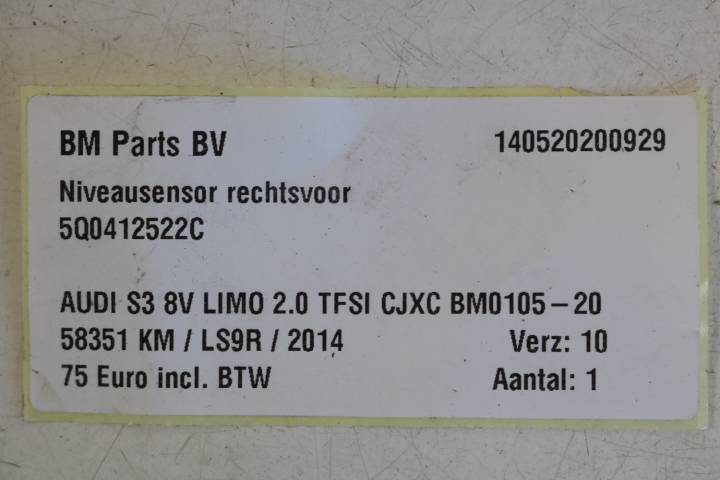 BM Parts BV 140520200929
Niveausensor rechtsvoor
5Q0412522C
AUDI S3 8V LIMO 2.0 TFSI CJXC BM0105-20
58351 KM / LS9R / 2014 Verz: 10
75 Euro incl. BTW Aantal: 1